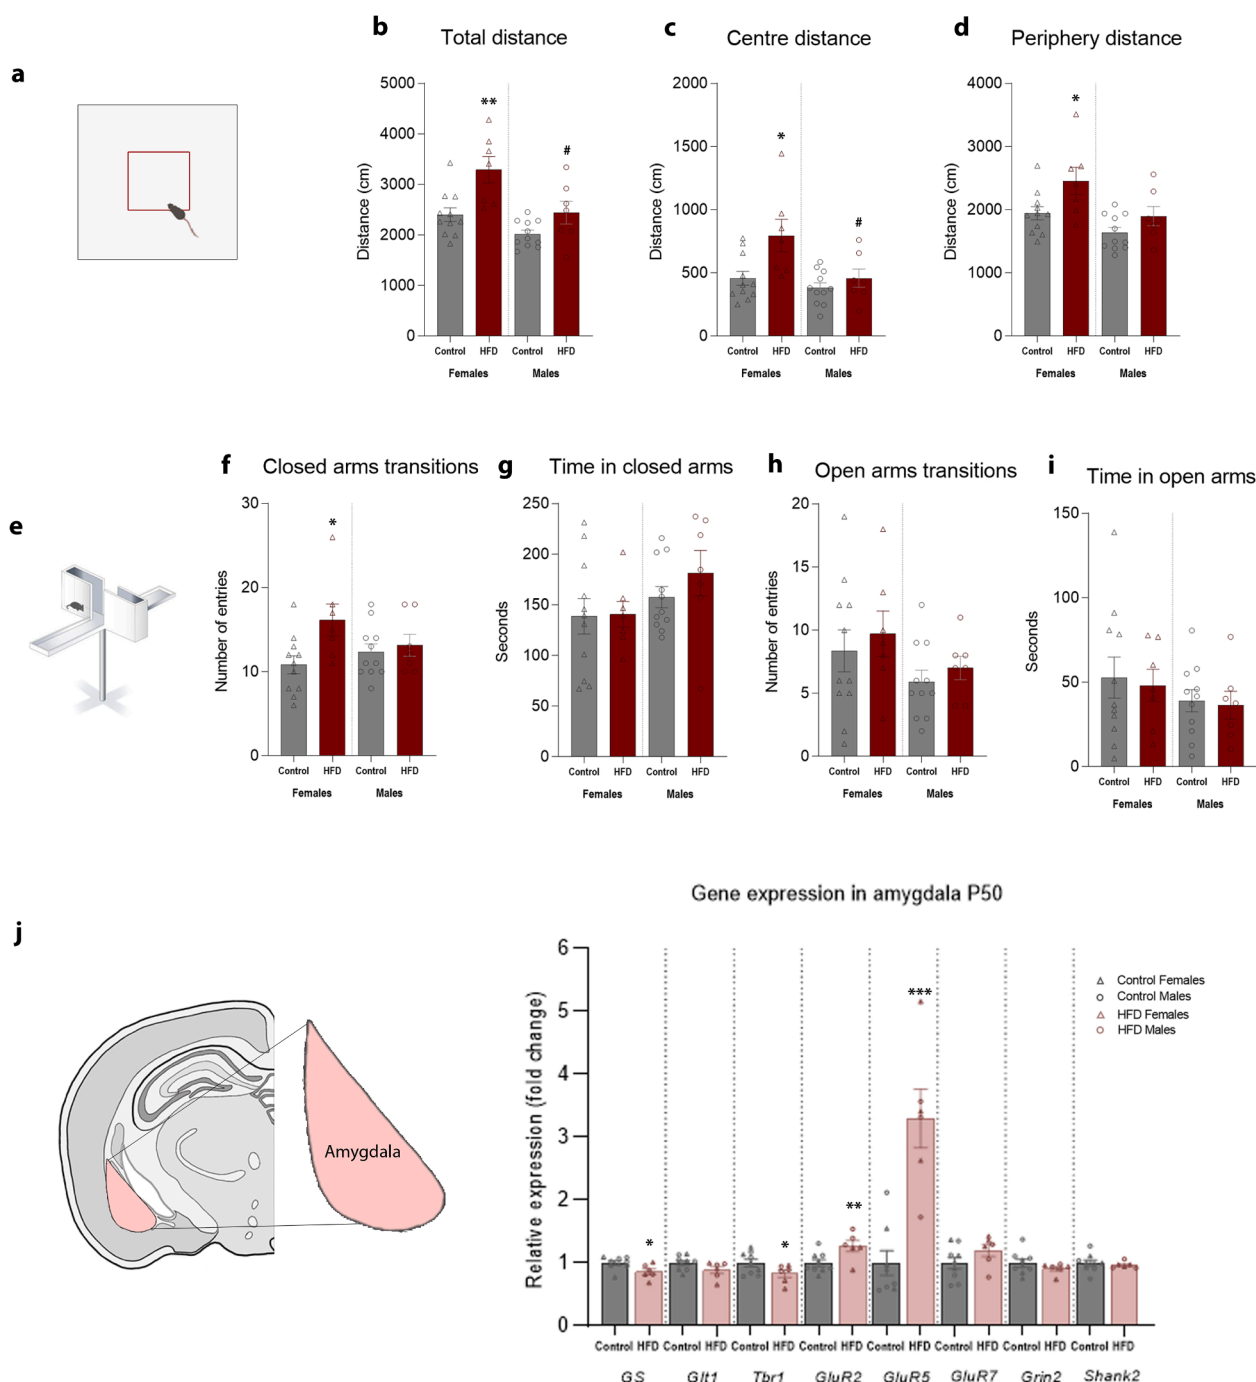 a
b
Total distance
Distance (cm)
5000
4000
3000
2000
1000
0
**
#
Control HFD Control HFD
Females Males
c
Centre distance
Distance (cm)
2000
1500
1000
500
0
*
#
Control HFD Control HFD
Females Males
d
Periphery distance
Distance (cm)
4000
3000
2000
1000
0
*
Control HFD Control HFD
Females Males
e
f
Closed arms transitions
Number of entries
30
20
10
0
*
Control HFD Control HFD
Females Males
g
Time in closed arms
Seconds
250
200
150
100
50
0
Control HFD Control HFD
Females Males
h
Open arms transitions
Number of entries
20
15
10
5
0
Control HFD Control HFD
Females Males
i
Time in open arms
Seconds
150
100
50
0
Control HFD Control HFD
Females Males
j
Amygdala
Gene expression in amygdala P50
Relative expression (fold change)
6
5
4
3
2
1
0
*
*
**
***
Control Females
Control Males
HFD Females
HFD Males
Control HFD Control HFD Control HFD Control HFD Control HFD Control HFD Control HFD Control HFD
GS Glt1 Tbr1 GluR2 GluR5 GluR7 Grin2 Shank2